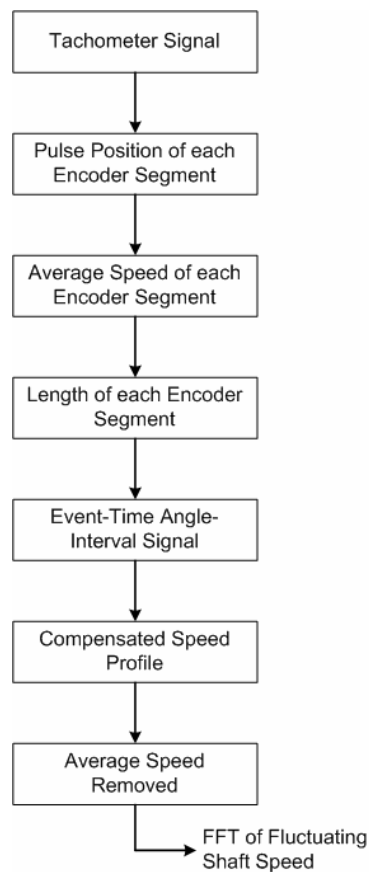 Tachometer Signal
Pulse Position of each
Encoder Segment
Average Speed of each
Encoder Segment
Length of each Encoder
Segment
Event-Time Angle-
Interval Signal
Compensated Speed
Profile
Average Speed
Removed
FFT of Fluctuating
Shaft Speed